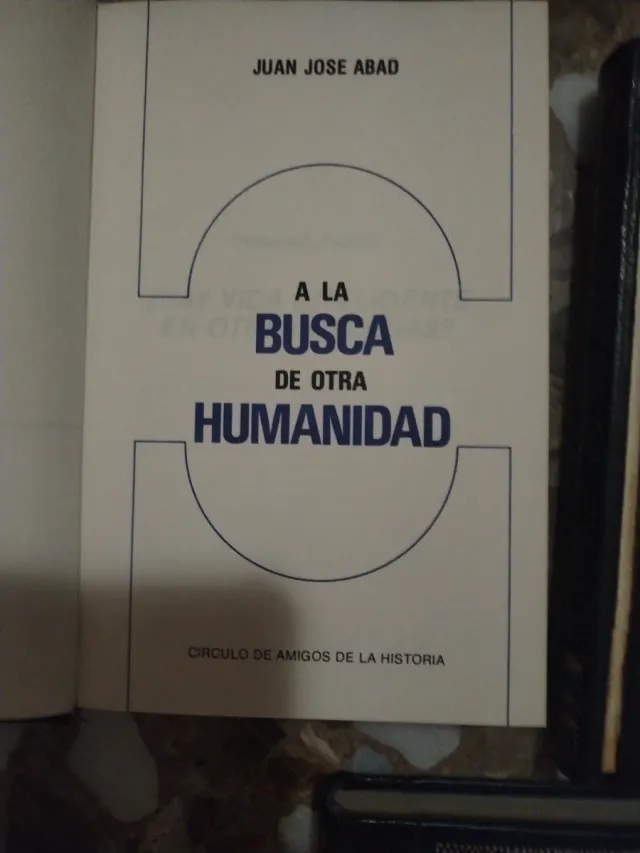 JUAN JOSE ABAD
A LA
BUSCA
DE OTRA
HUMANIDAD
CIRCULO DE AMIGOS DE LA HISTORIA